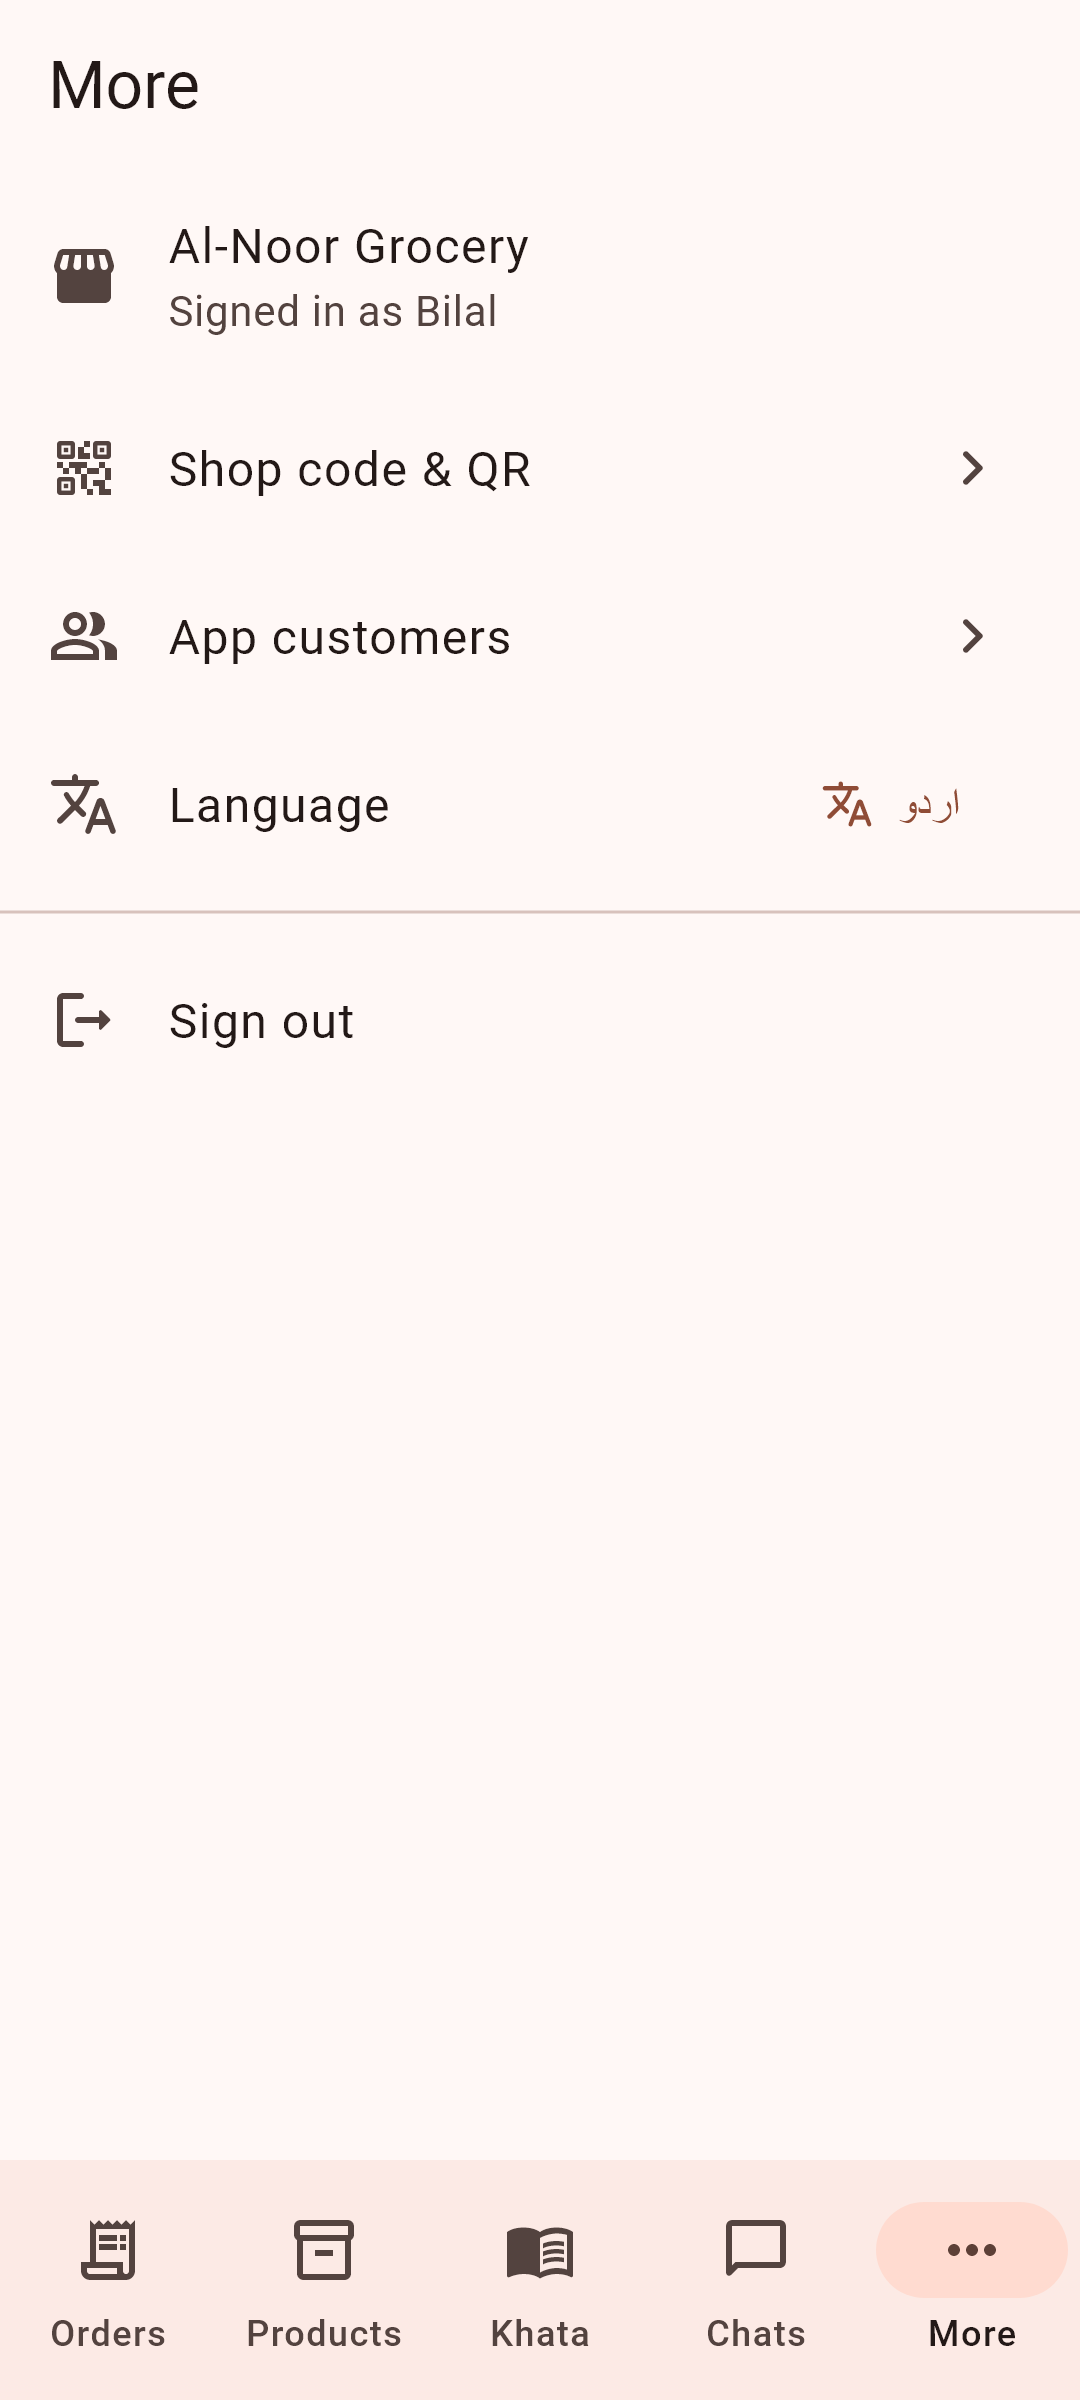 More
Al-Noor Grocery
Signed in as Bilal
Shop code & QR
App customers
Language
اردو
Sign out
Orders
Products
Khata
Chats
More